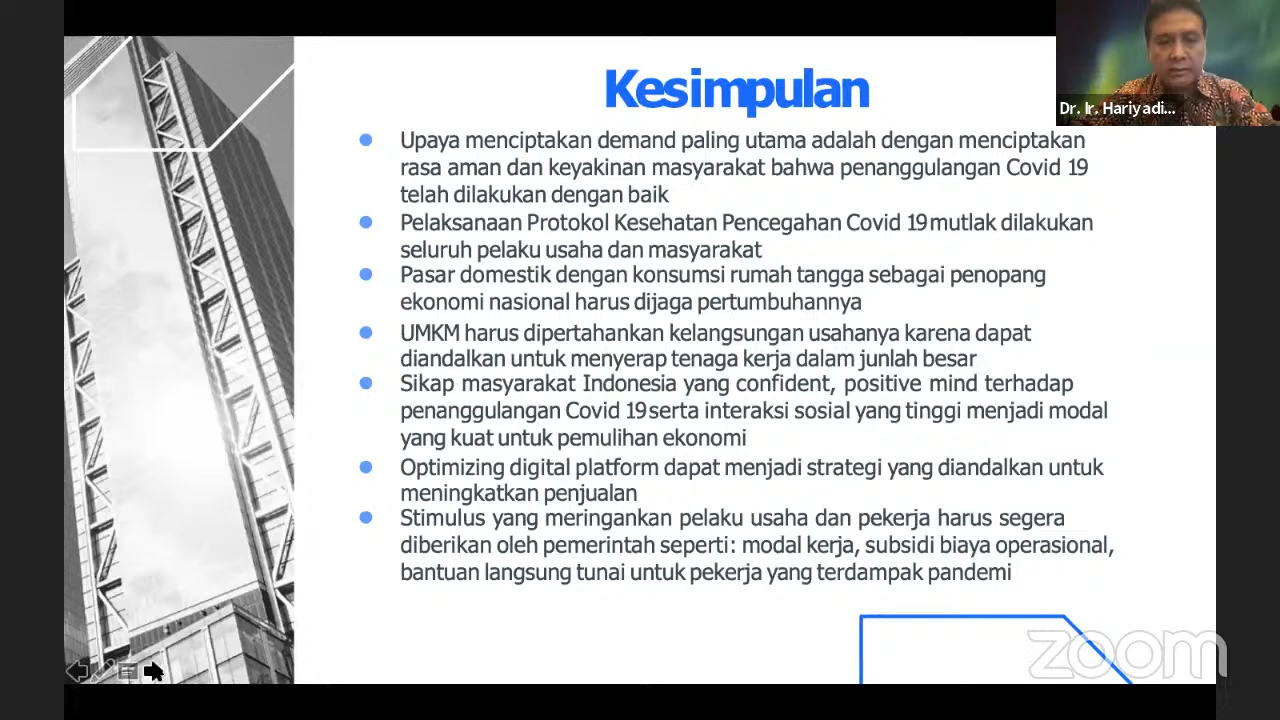 Kesimpulan
Dr. Ir. Hariyadi...
Upaya menciptakan demand paling utama adalah dengan menciptakan
rasa aman dan keyakinan masyarakat bahwa penanggulangan Covid 19
telah dilakukan dengan baik
Pelaksanaan Protokol Kesehatan Pencegahan Covid 19 mutlak dilakukan
seluruh pelaku usaha dan masyarakat
Pasar domestik dengan konsumsi rumah tangga sebagai penopang
ekonomi nasional harus dijaga pertumbuhannya
UMKM harus dipertahankan kelangsungan usahanya karena dapat
diandalkan untuk menyerap tenaga kerja dalam junlah besar
Sikap masyarakat Indonesia yang confident, positive mind terhadap
penanggulangan Covid 19 serta interaksi sosial yang tinggi menjadi modal
yang kuat untuk pemulihan ekonomi
Optimizing digital platform dapat menjadi strategi yang diandalkan untuk
meningkatkan penjualan
Stimulus yang meringankan pelaku usaha dan pekerja harus segera
diberikan oleh pemerintah seperti: modal kerja, subsidi biaya operasional,
bantuan langsung tunai untuk pekerja yang terdampak pandemi
zoom